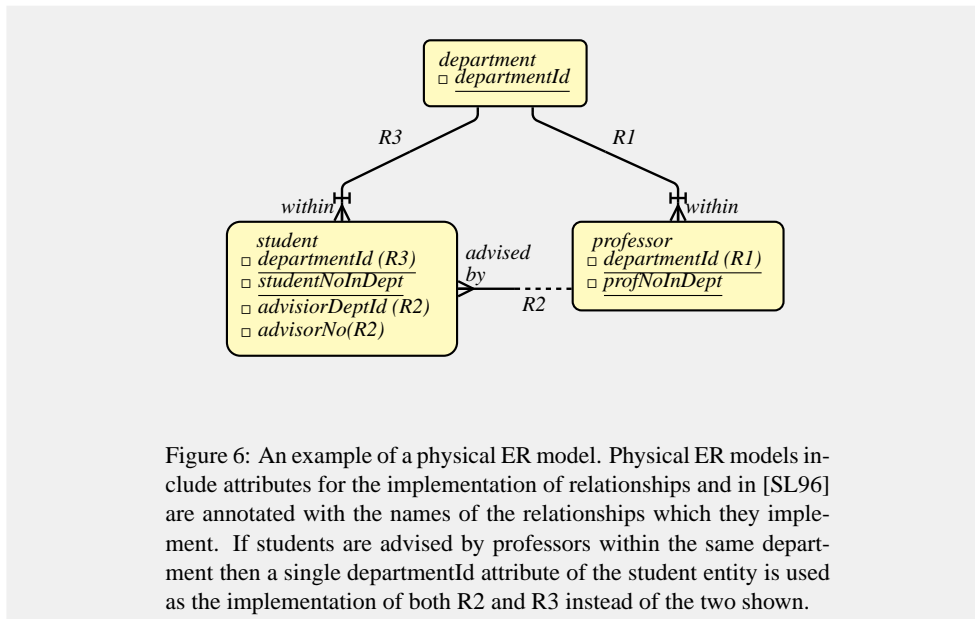 department
departmentId
R3
R1
within
within
student
departmentId (R3)
studentNoInDept
advisiorDeptId (R2)
advisorNo(R2)
advised
by
R2
professor
departmentId (R1)
profNoInDept
Figure 6: An example of a physical ER model. Physical ER models in-
clude attributes for the implementation of relationships and in [SL96]
are annotated with the names of the relationships which they imple-
ment. If students are advised by professors within the same depart-
ment then a single departmentId attribute of the student entity is used
as the implementation of both R2 and R3 instead of the two shown.